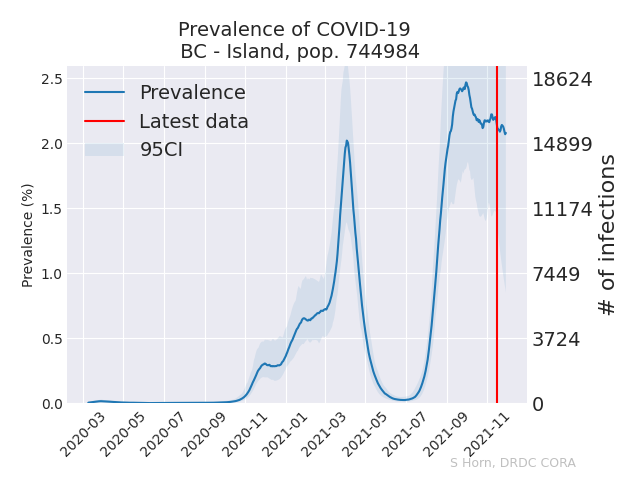 Prevalence of COVID-19
BC - Island, pop. 744984
Prevalence
Latest data
95CI
Prevalence (%)
2.5
2.0
1.5
1.0
0.5
0.0
18624
14899
11174
7449
3724
0
# of infections
2020-03
2020-05
2020-07
2020-09
2020-11
2021-01
2021-03
2021-05
2021-07
2021-09
2021-11
S Horn, DRDC CORA